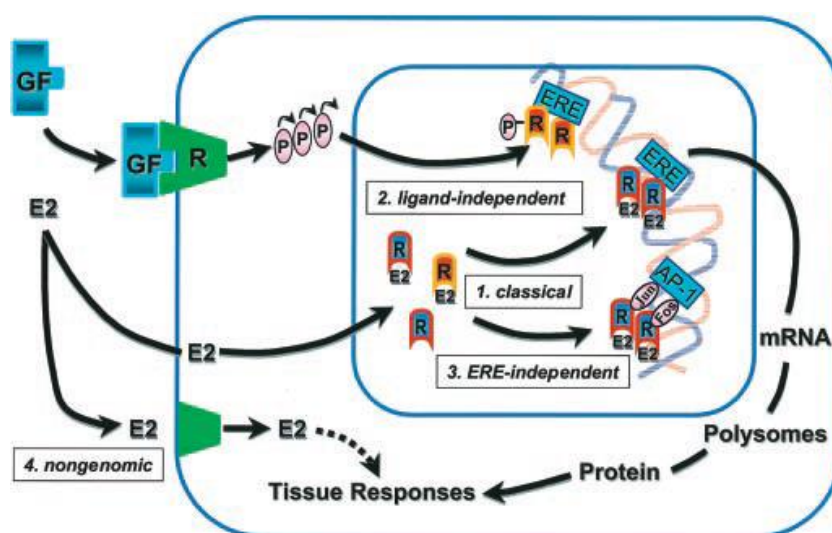 GF
GF
R
P P P
P
R
R
ERE
ERE
2. ligand-independent
E2
R
R
E2
E2
R
E2
R
E2
R
1. classical
AP-1
Jun
Fos
R
R
E2
E2
3. ERE-independent
mRNA
E2
E2
E2
Polysomes
4. nongenomic
Protein
Tissue Responses